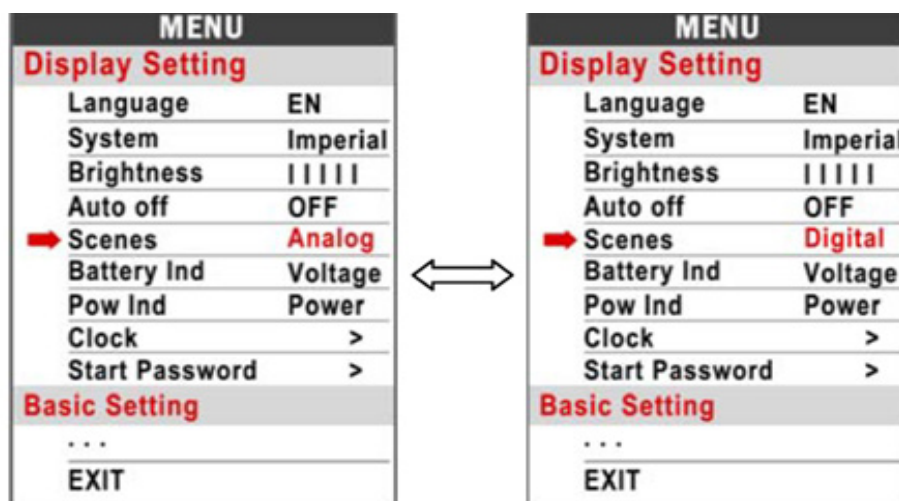 MENU
Display Setting
Language EN
System Imperial
Brightness | | | | |
Auto off OFF
Scenes Analog
Battery Ind Voltage
Pow Ind Power
Clock >
Start Password >
Basic Setting
...
EXIT
MENU
Display Setting
Language EN
System Imperial
Brightness | | | | |
Auto off OFF
Scenes Digital
Battery Ind Voltage
Pow Ind Power
Clock >
Start Password >
Basic Setting
...
EXIT